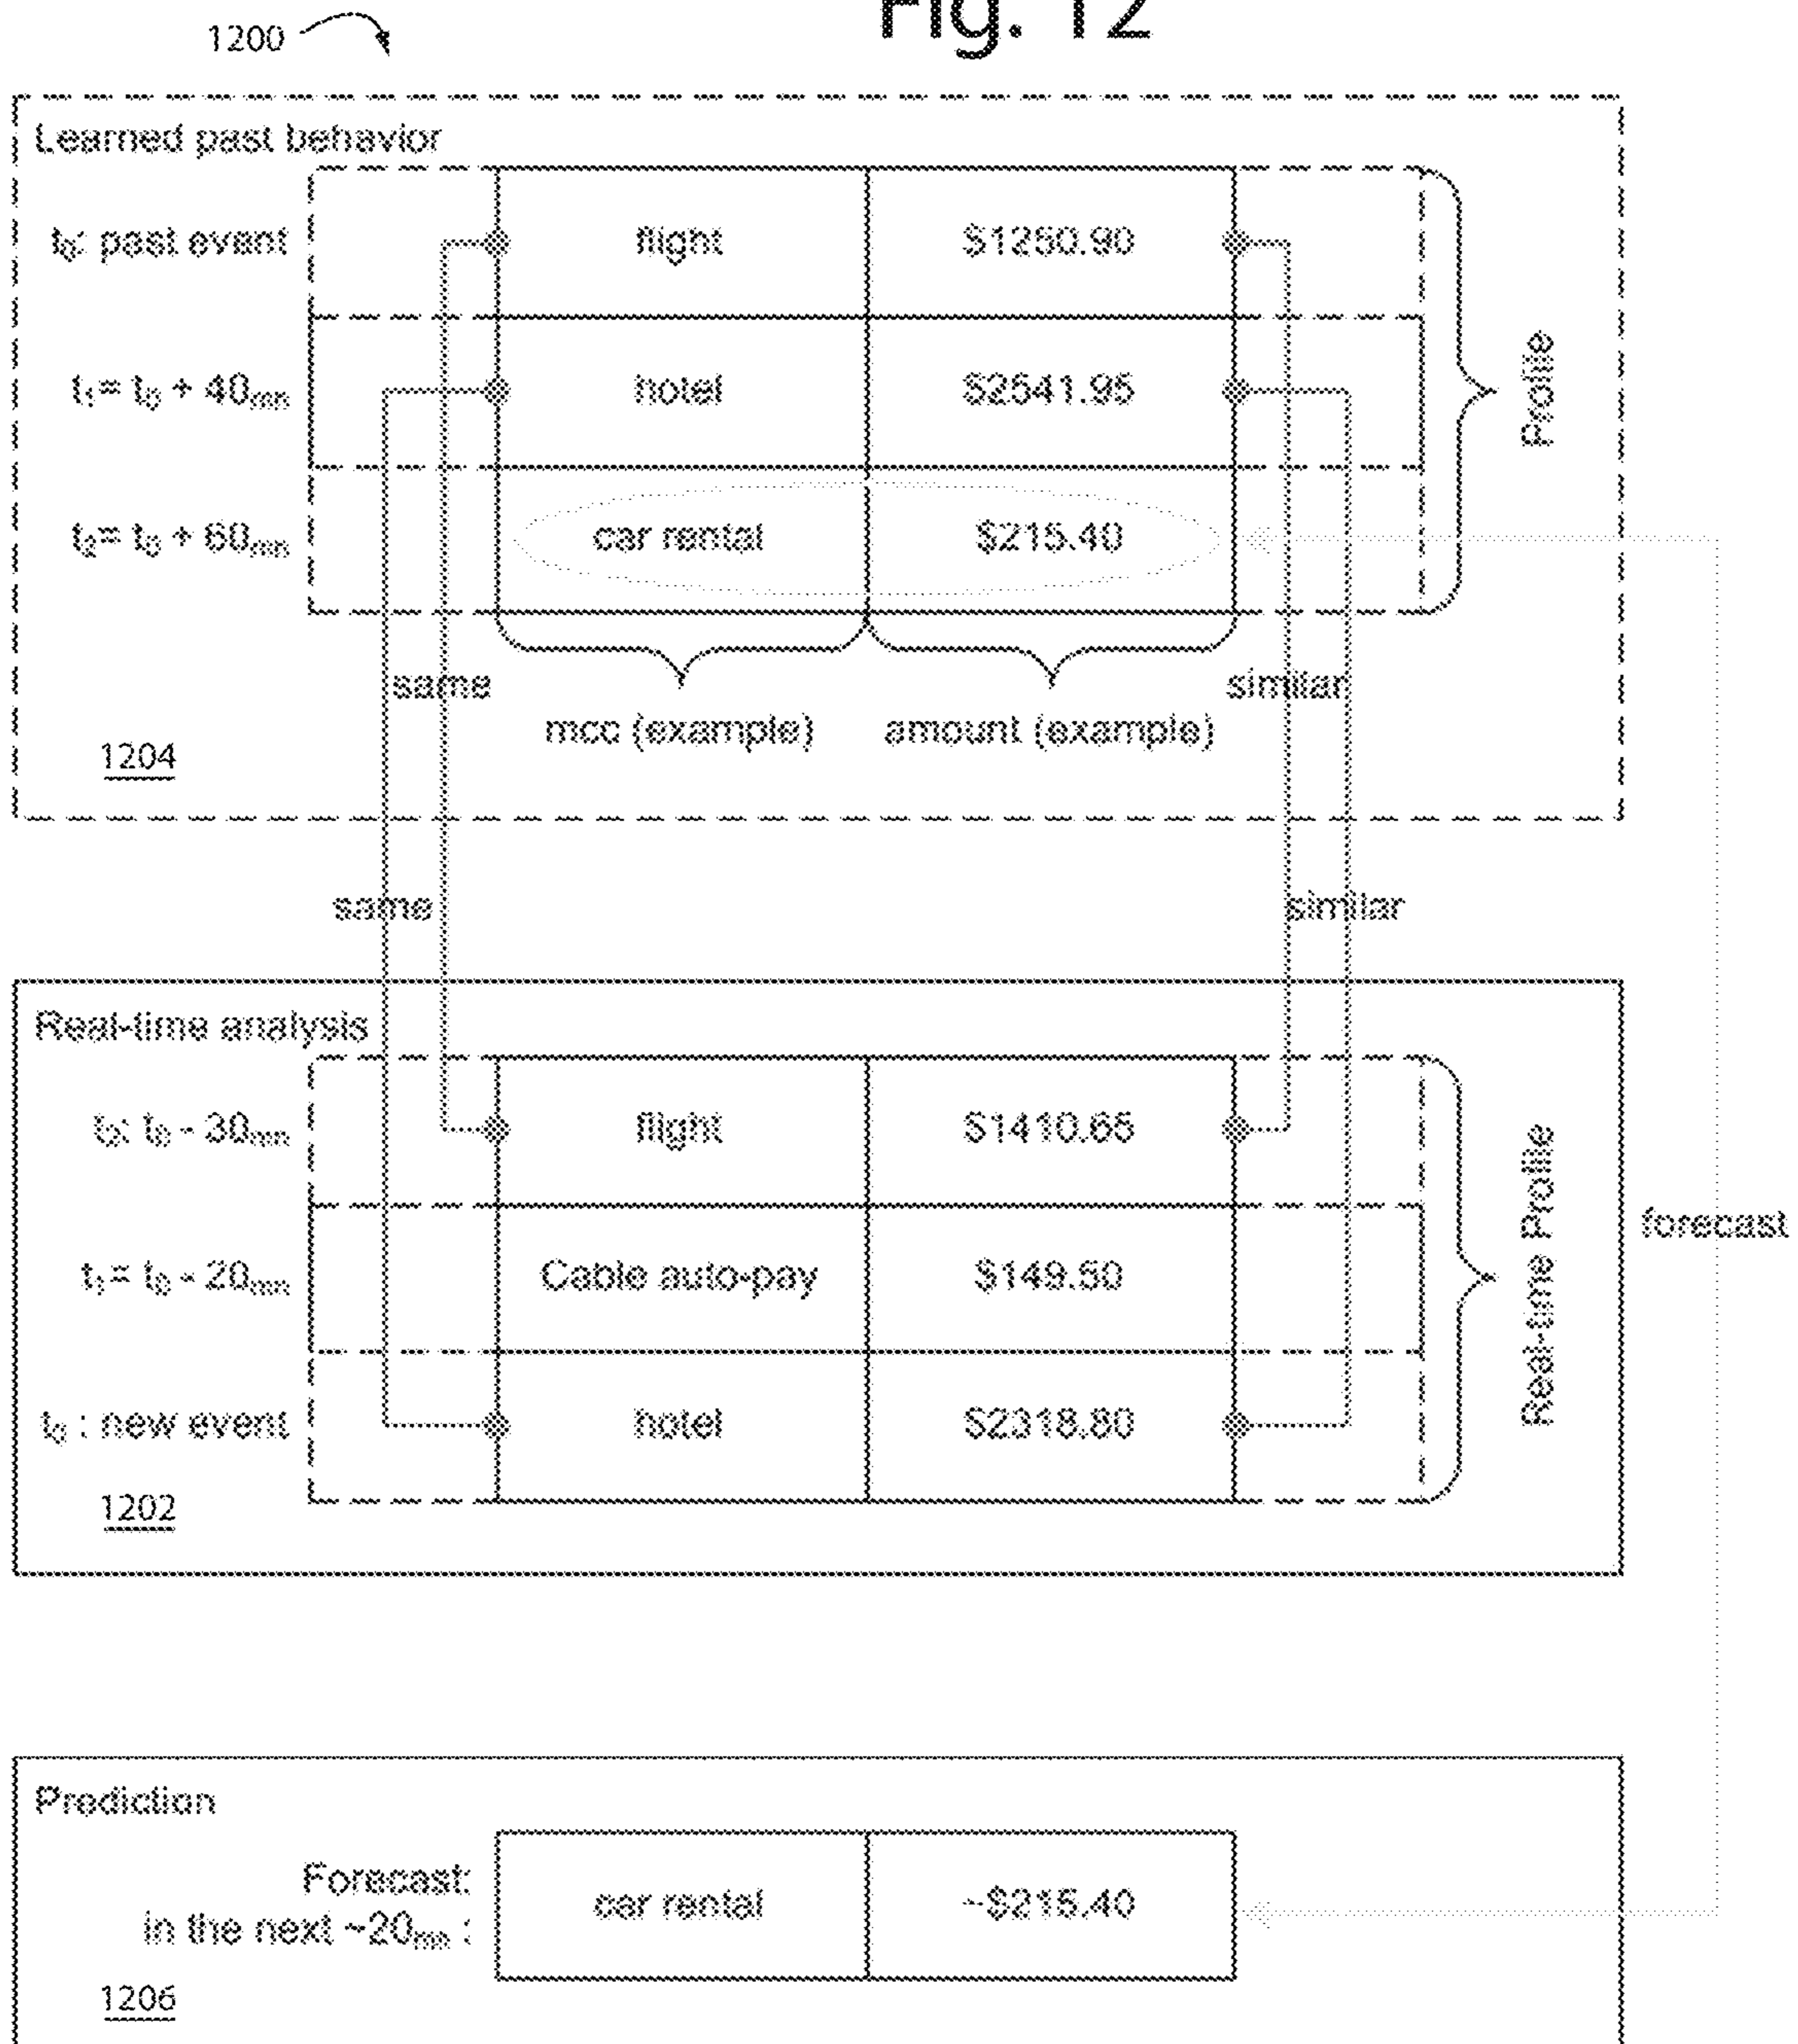 Fig. 12
1200
Learned past behavior
t0: past event flight $1250.90
t1= t0 + 40mn hotel $2541.95
t2= t0 + 60mn car rental $215.40
Profile
same similar
mcc (example) amount (example)
1204
same similar
Real-time analysis
t2: t0 - 30mn flight $1410.65
t1= t0 - 20mn Cable auto-pay $149.50
t0 : new event hotel $2318.80
Real-time Profile
forecast
1202
Prediction
Forecast:
in the next ~20mn : car rental ~$215.40
1206